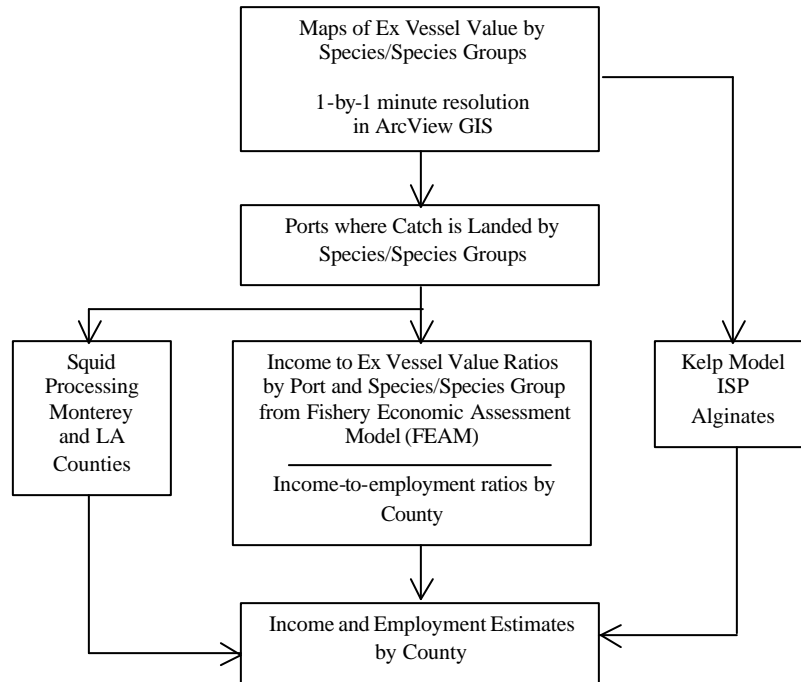 Maps of Ex Vessel Value by
Species/Species Groups
1-by-1 minute resolution
in ArcView GIS
Ports where Catch is Landed by
Species/Species Groups
Squid
Processing
Monterey
and LA
Counties
Income to Ex Vessel Value Ratios
by Port and Species/Species Group
from Fishery Economic Assessment
Model (FEAM)
Income-to-employment ratios by
County
Kelp Model
ISP
Alginates
Income and Employment Estimates
by County